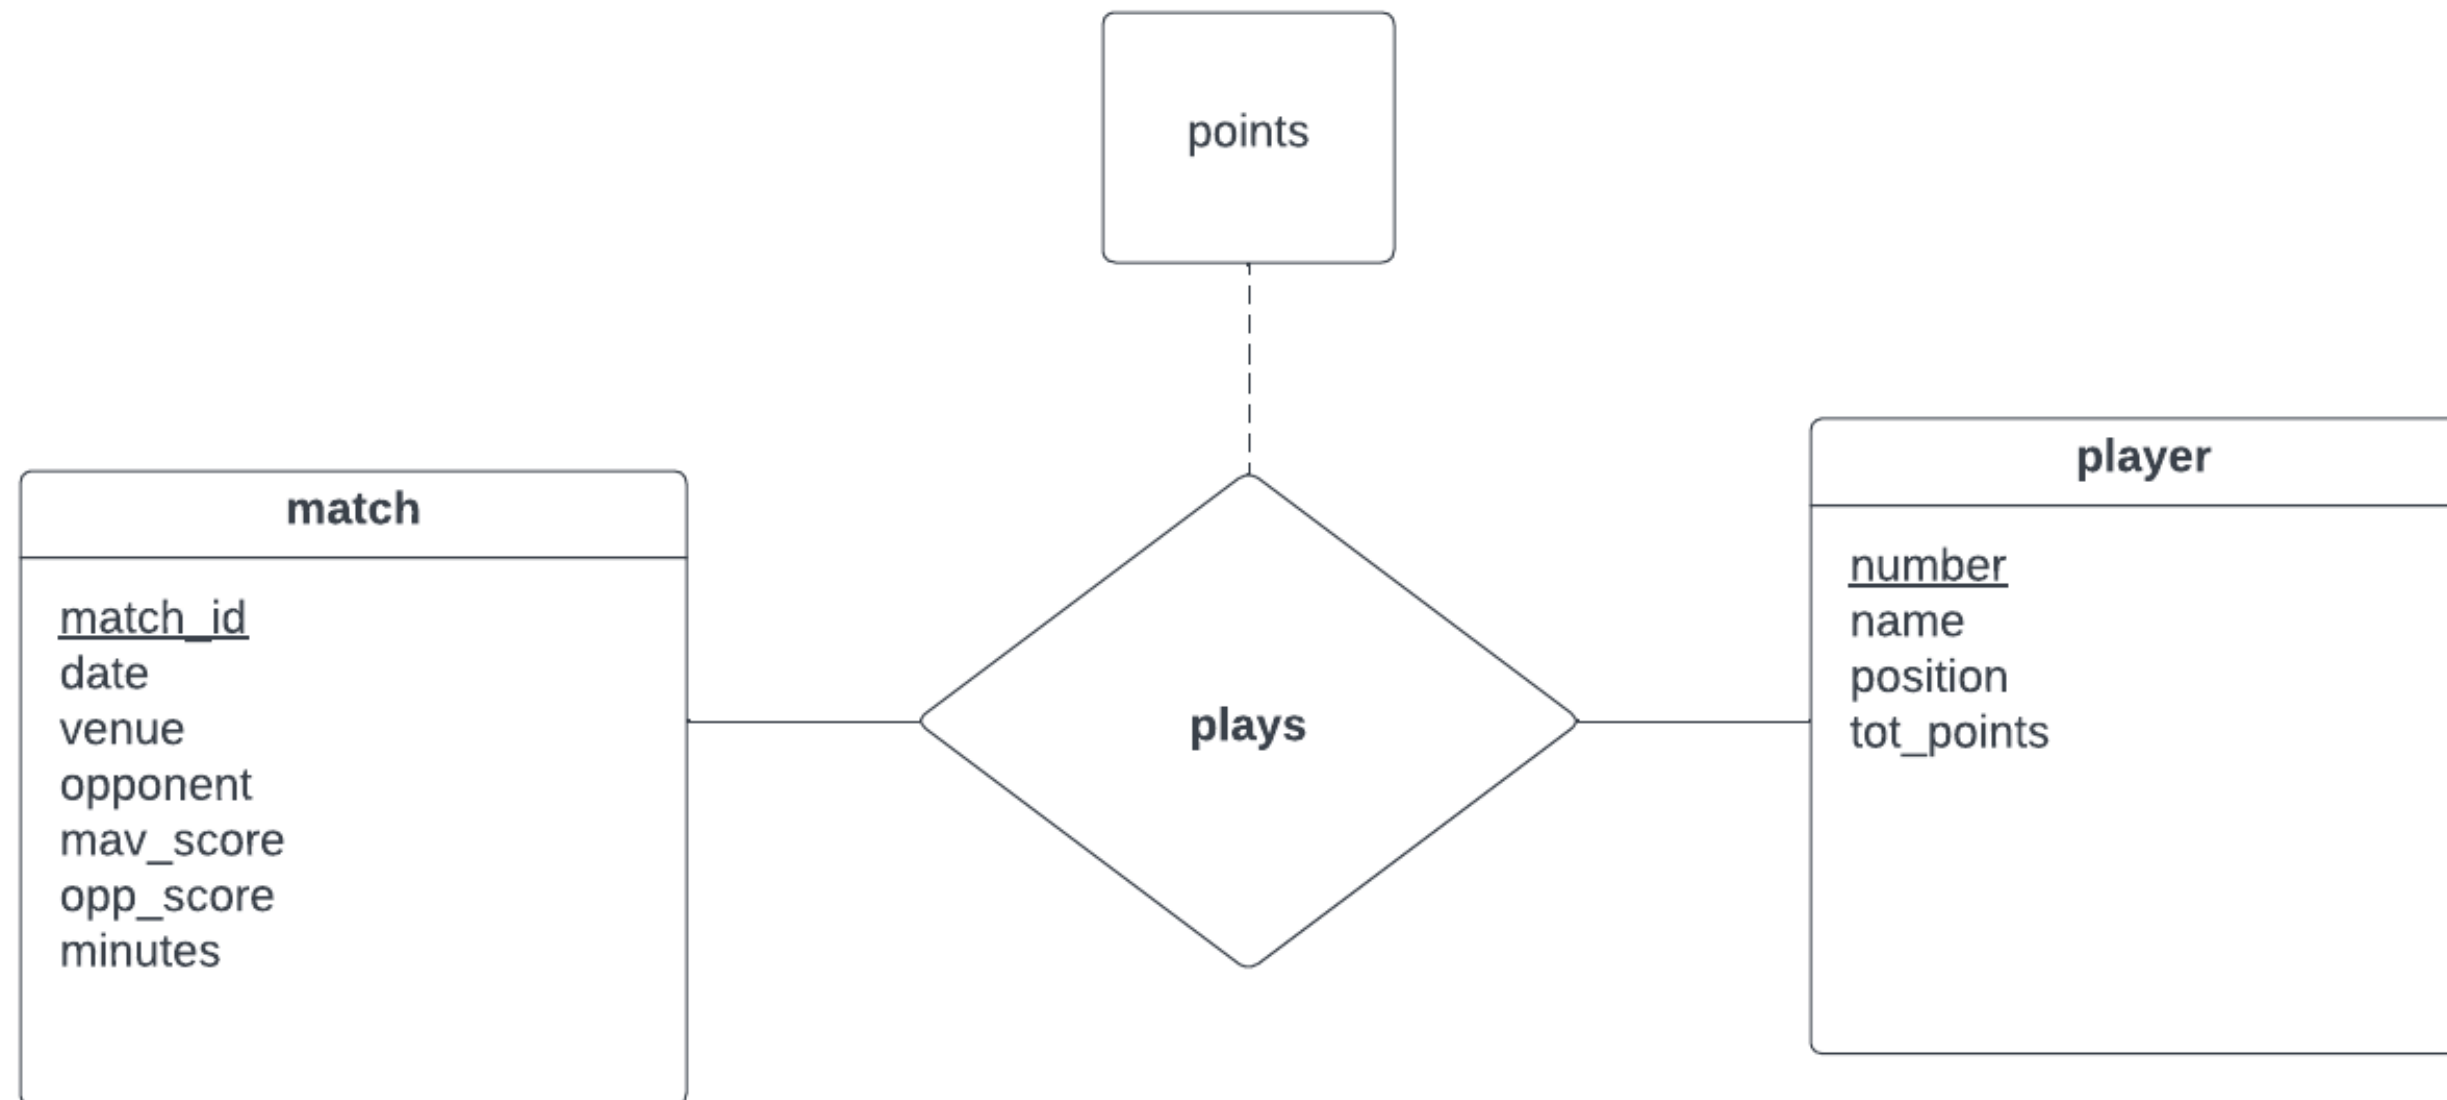 points
match
match_id
date
venue
opponent
mav_score
opp_score
minutes
plays
player
number
name
position
tot_points